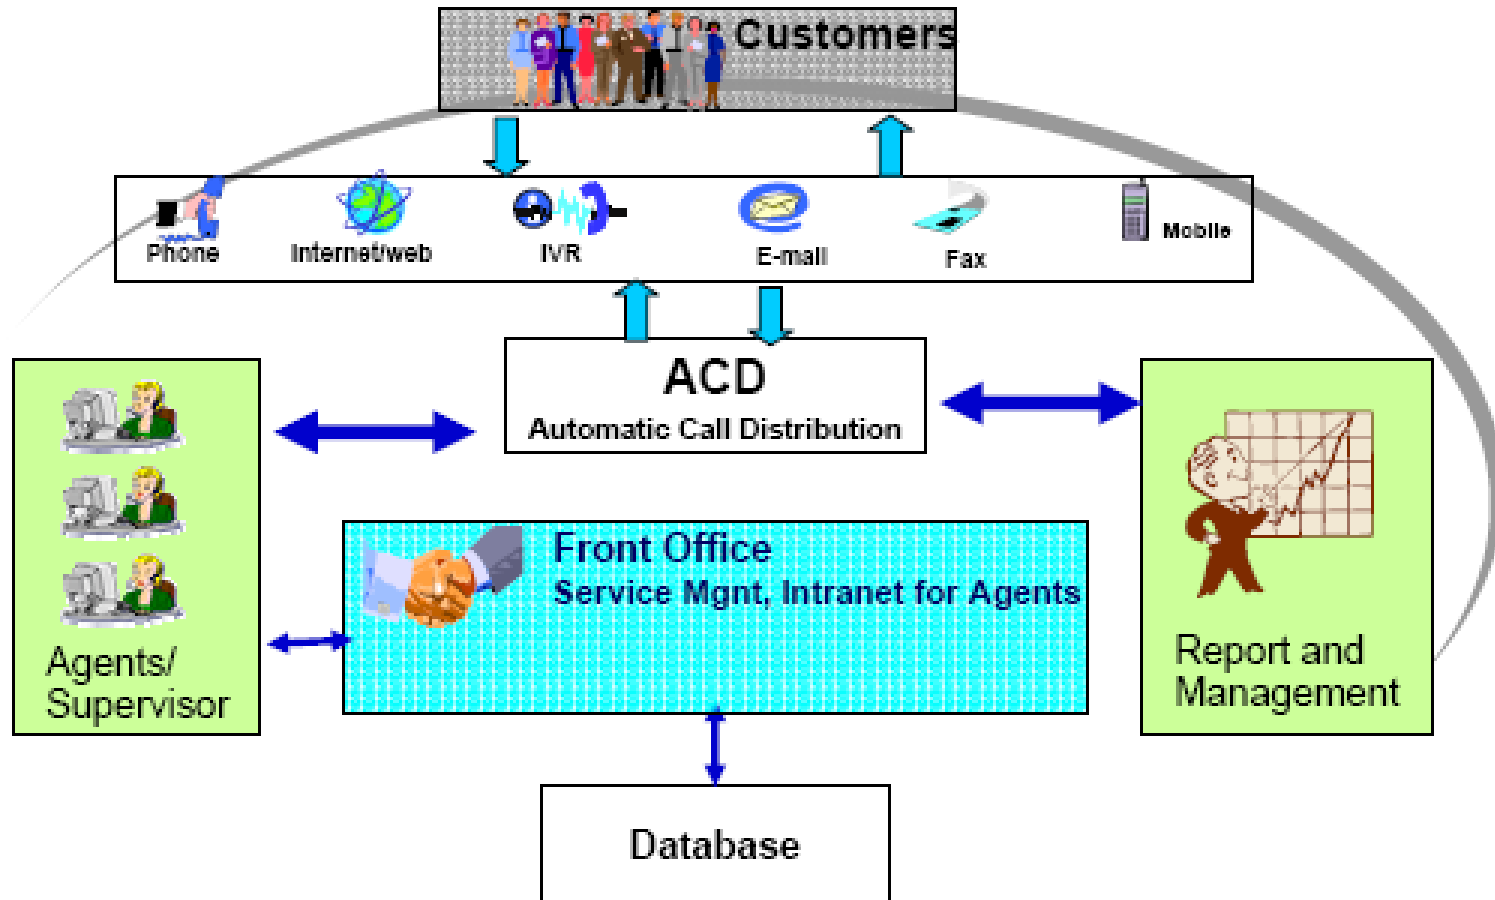 Customers
Phone
Internet/web
IVR
E-mail
Fax
Mobile
ACD
Automatic Call Distribution
Front Office
Service Mgnt, Intranet for Agents
Agents/
Supervisor
Report and
Management
Database